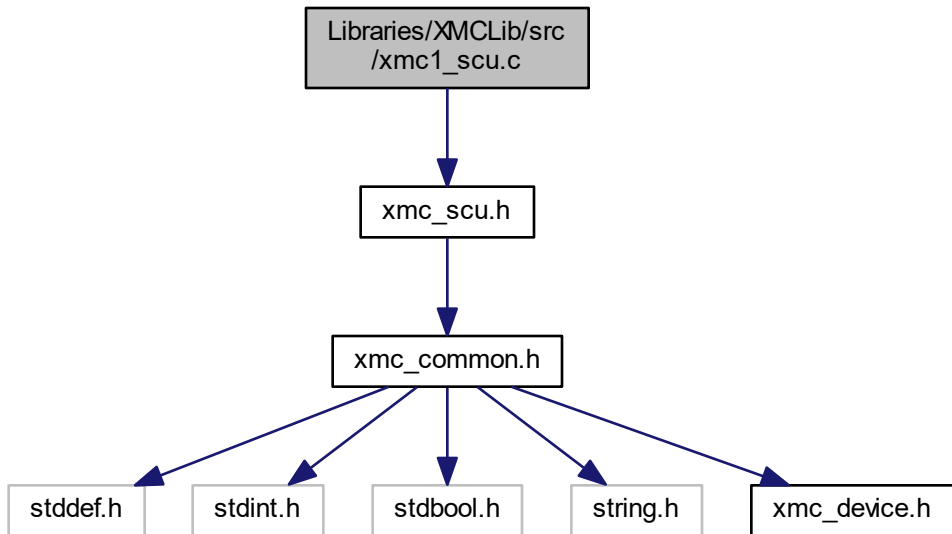 Libraries/XMCLib/src
/xmc1_scu.c
xmc_scu.h
xmc_common.h
stddef.h
stdint.h
stdbool.h
string.h
xmc_device.h